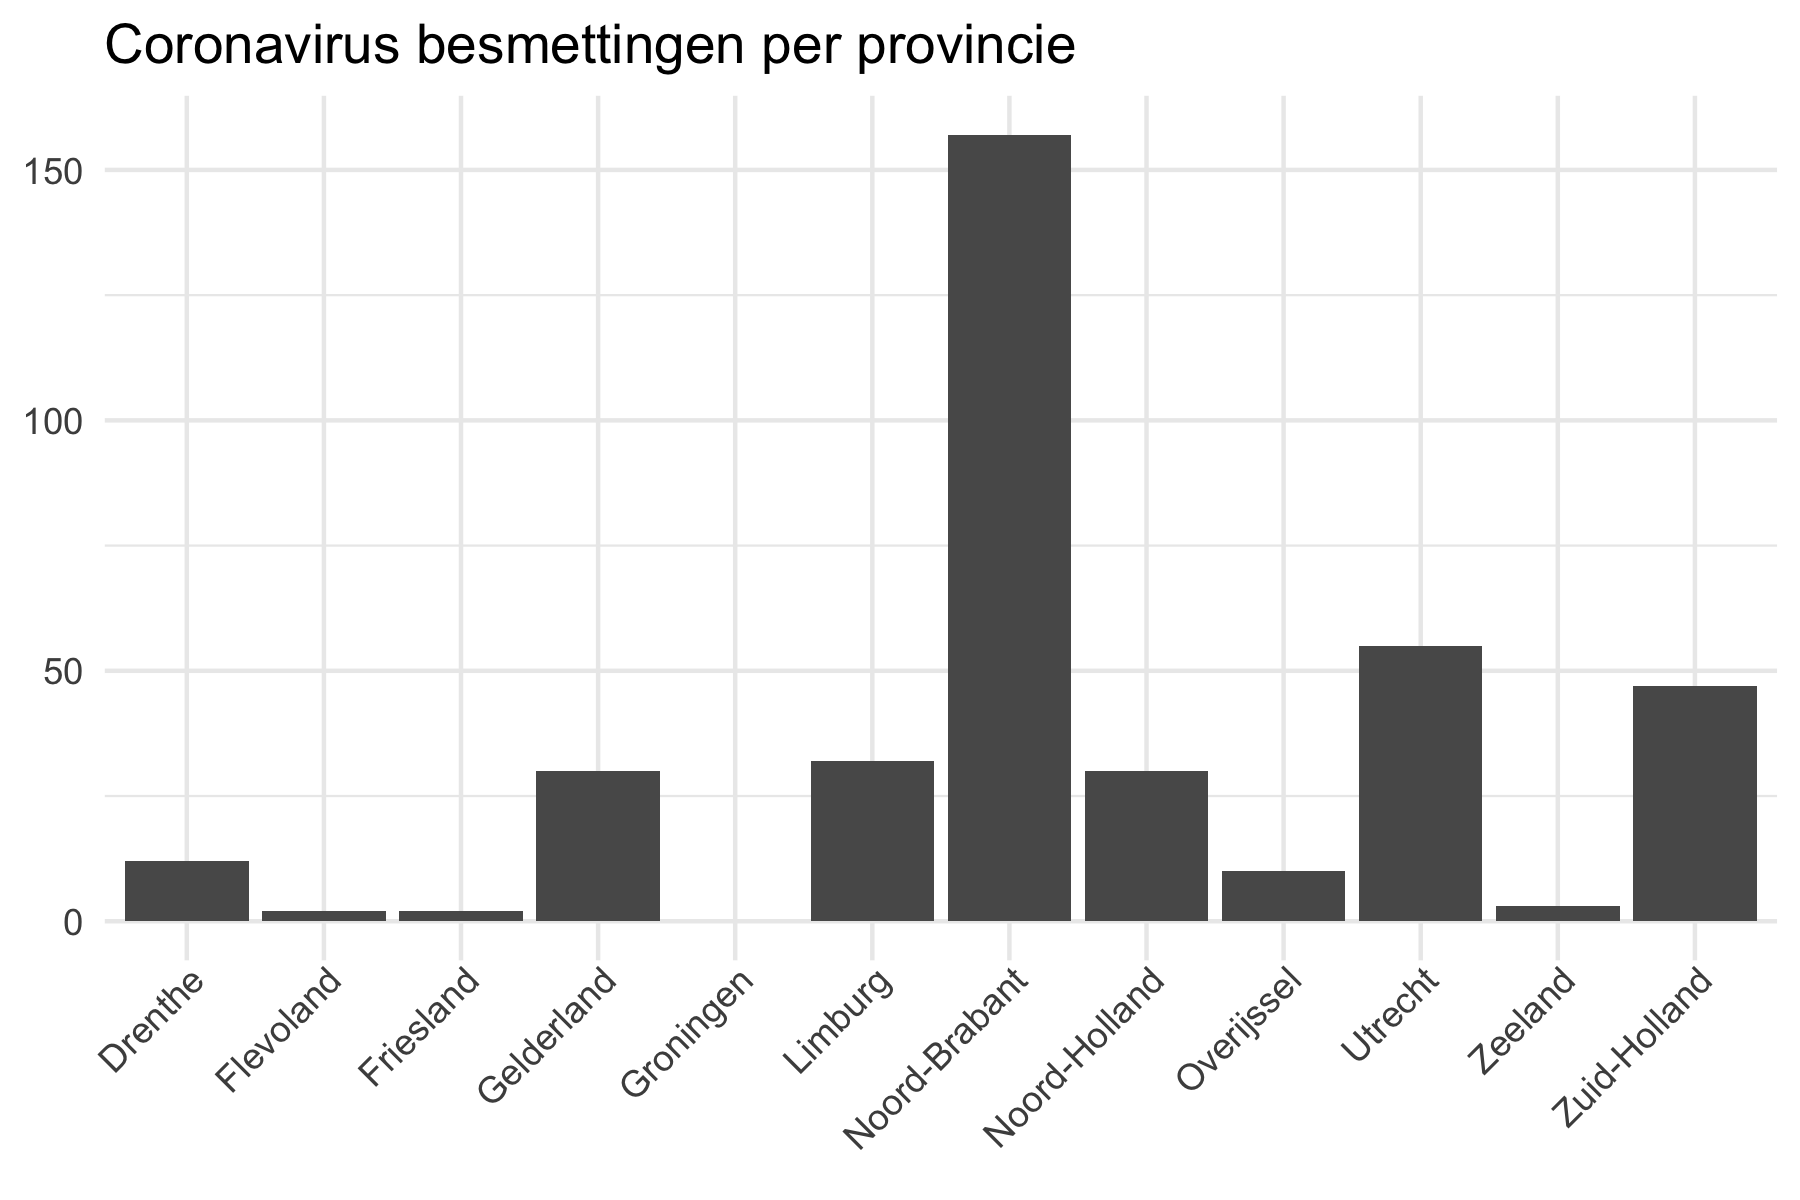 Coronavirus besmettingen per provincie
150
100
50
0
Drenthe
Flevoland
Friesland
Gelderland
Groningen
Limburg
Noord-Brabant
Noord-Holland
Overijssel
Utrecht
Zeeland
Zuid-Holland